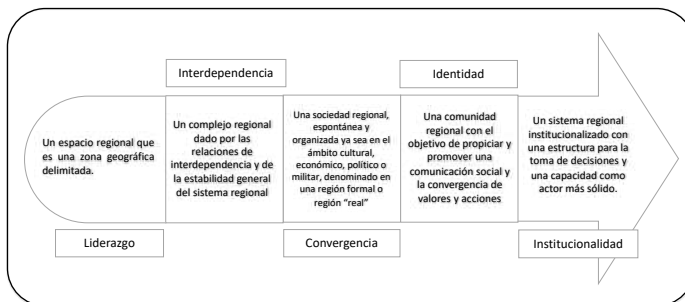 Interdependencia
Identidad
Un espacio regional que
es una zona geográfica
delimitada.
Un complejo regional
dado por las
relaciones de
interdependencia y de
la estabilidad general
del sistema regional
Una sociedad regional,
espontánea y
organizada ya sea en el
ámbito cultural,
económico, político o
militar, denominado en
una región formal o
región “real”
Una comunidad
regional con el
objetivo de propiciar y
promover una
comunicación social y
la convergencia de
valores y acciones
Un sistema regional
institucionalizado con
una estructura para la
toma de decisiones y
una capacidad como
actor más sólido.
Liderazgo
Convergencia
Institucionalidad